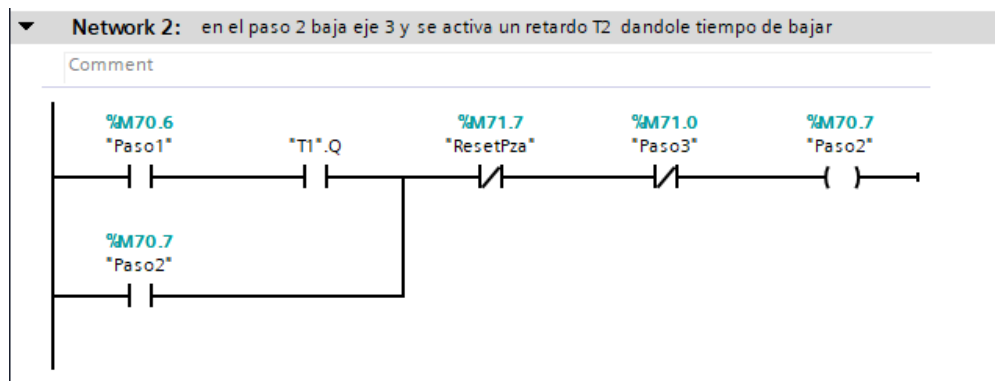 Network 2: en el paso 2 baja eje 3 y se activa un retardo T2 dandole tiempo de bajar
Comment
%M70.6 %M71.7 %M71.0 %M70.7
"Paso1" "T1".Q "ResetPza" "Paso3" "Paso2"
%M70.7
"Paso2"